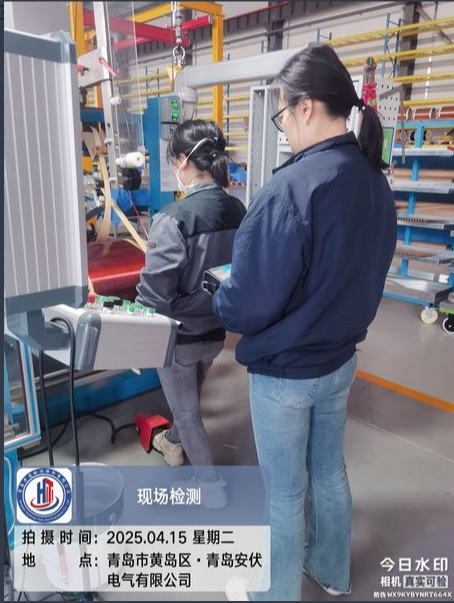 现场检测
拍摄时间：2025.04.15 星期二
地点：青岛市黄岛区·青岛安伏
电气有限公司
今日水印
相机 真实可验
防伪 WX9KYBYNRT664X